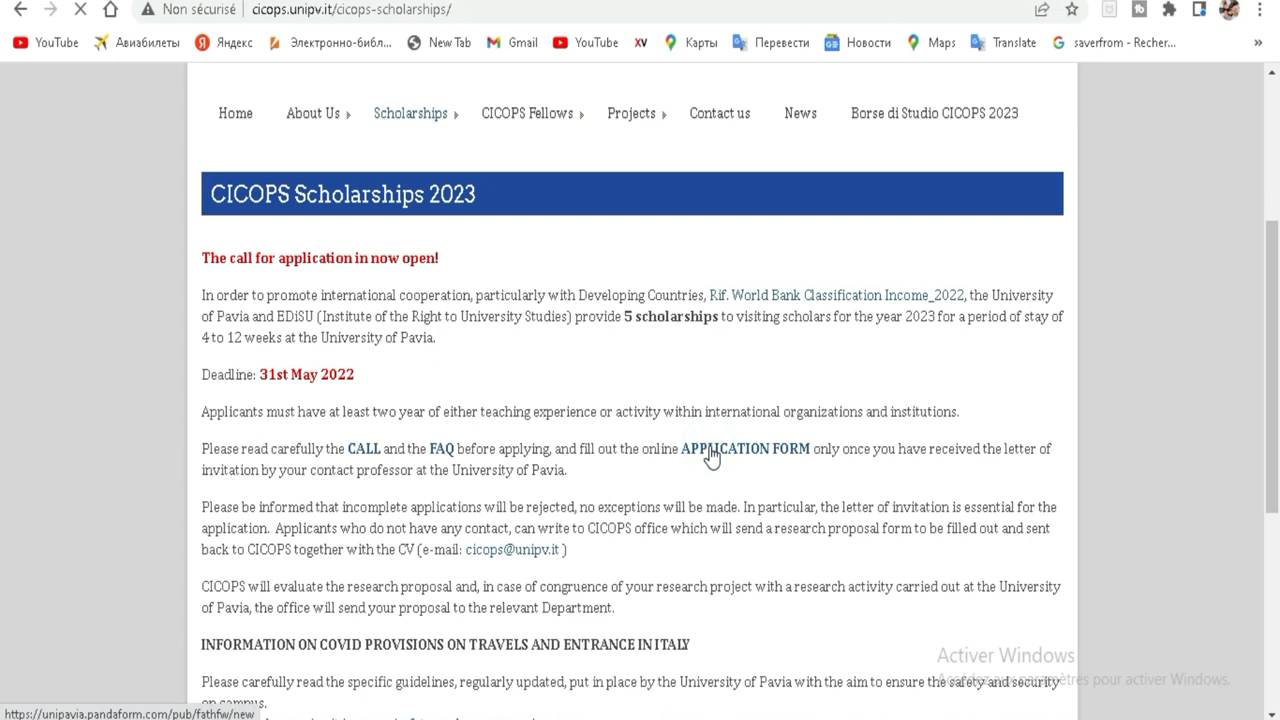 Non sécurisé cicops.unipv.it/cicops-scholarships/
YouTube Авиабилеты Яндекс Электронно-библ... New Tab Gmail YouTube XV Карты Перевести Новости Maps Translate saverfrom - Recher... »
Home About Us Scholarships CICOPS Fellows Projects Contact us News Borse di Studio CICOPS 2023
CICOPS Scholarships 2023
The call for application in now open!
In order to promote international cooperation, particularly with Developing Countries, Rif. World Bank Classification Income_2022, the University
of Pavia and EDiSU (Institute of the Right to University Studies) provide 5 scholarships to visiting scholars for the year 2023 for a period of stay of
4 to 12 weeks at the University of Pavia.
Deadline: 31st May 2022
Applicants must have at least two year of either teaching experience or activity within international organizations and institutions.
Please read carefully the CALL and the FAQ before applying, and fill out the online APPLICATION FORM only once you have received the letter of
invitation by your contact professor at the University of Pavia.
Please be informed that incomplete applications will be rejected, no exceptions will be made. In particular, the letter of invitation is essential for the
application. Applicants who do not have any contact, can write to CICOPS office which will send a research proposal form to be filled out and sent
back to CICOPS together with the CV (e-mail: cicops@unipv.it )
CICOPS will evaluate the research proposal and, in case of congruence of your research project with a research activity carried out at the University
of Pavia, the office will send your proposal to the relevant Department.
INFORMATION ON COVID PROVISIONS ON TRAVELS AND ENTRANCE IN ITALY
Activer Windows
Accédez aux paramètres pour activer Windows.
Please carefully read the specific guidelines, regularly updated, put in place by the University of Pavia with the aim to ensure the safety and security
on campus.
https://unipavia.pandaform.com/pub/fathfw/new